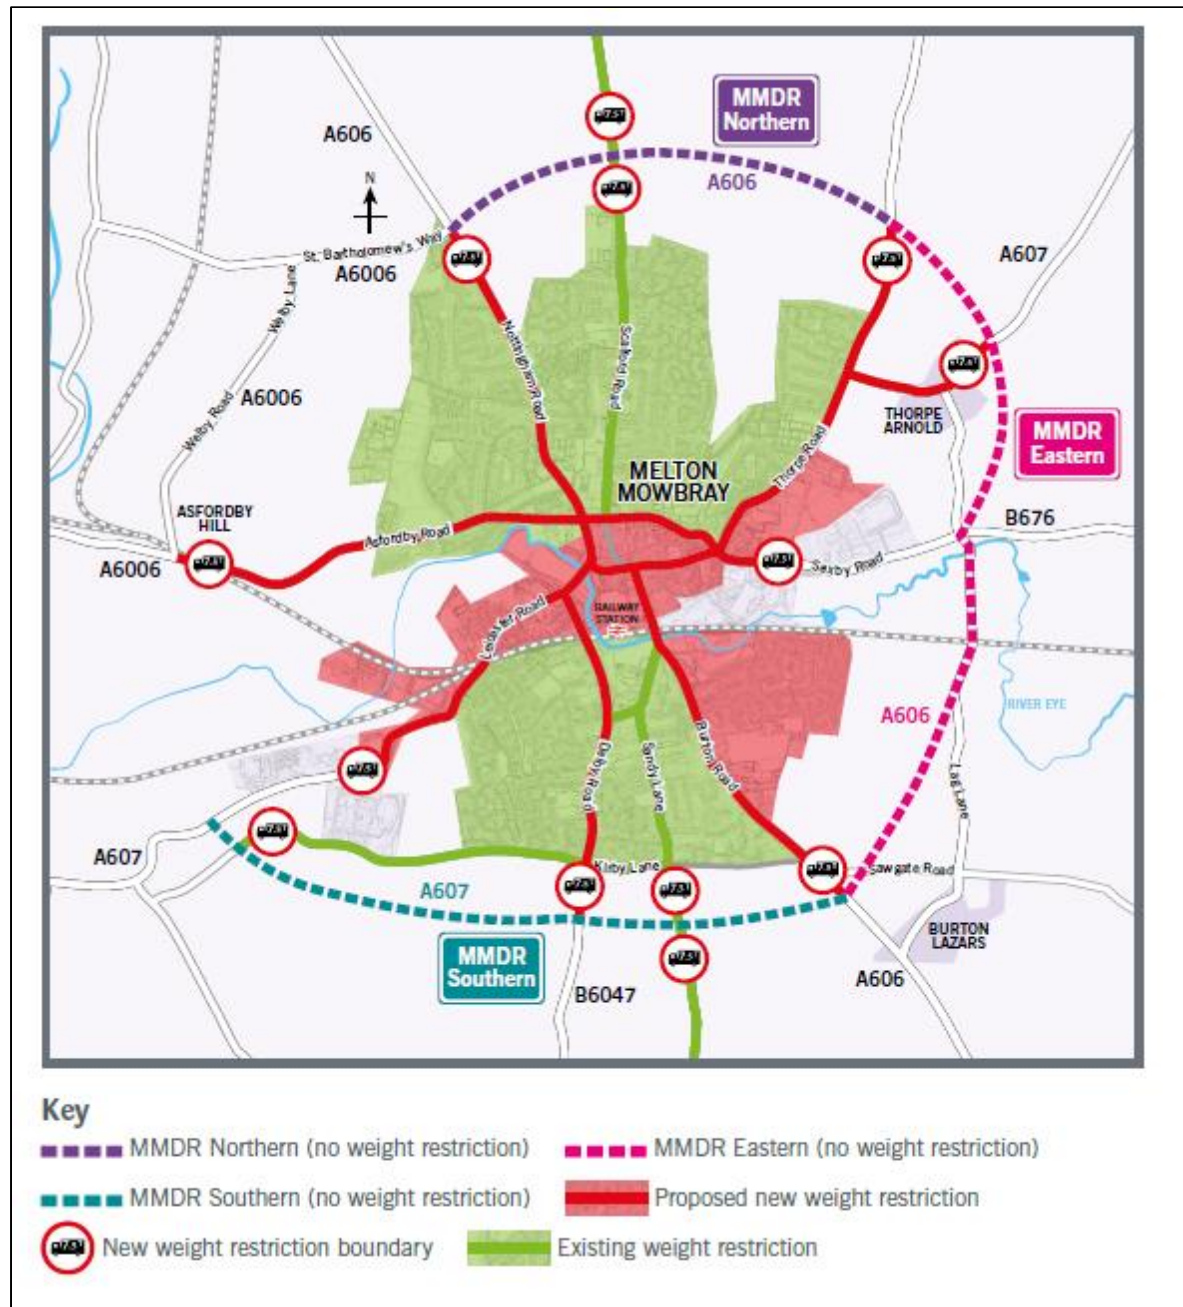 MMDR
Northern
A606
N
A606
St. Bartholomew's Way
A6006
A607
Welby Lane
Nottingham Road
Scalford Road
A6006
Welby Road
THORPE
ARNOLD
MMDR
Eastern
Thorpe Road
MELTON
MOWBRAY
ASFORDBY
HILL
B676
Asfordby Road
A6006
Saxby Road
Leicester Road
RAILWAY
STATION
RIVER EYE
A606
Burton Road
Dalby Road
Sandy Lane
Lag Lane
A607
Kirby Lane
Sawgate Road
A607
BURTON
LAZARS
MMDR
Southern
A606
B6047
Key
MMDR Northern (no weight restriction)
MMDR Eastern (no weight restriction)
MMDR Southern (no weight restriction)
Proposed new weight restriction
New weight restriction boundary
Existing weight restriction